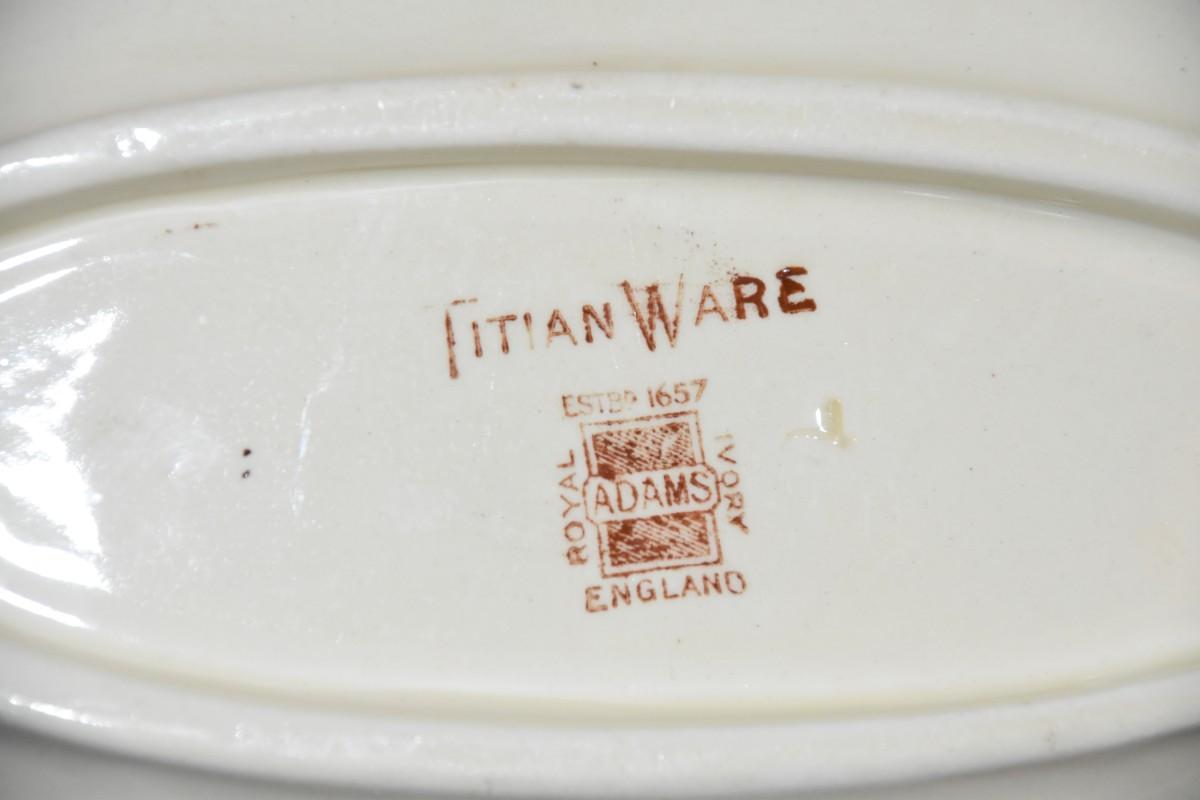 TITIAN WARE
ESTBD 1657
ROYAL
ADAMS
IVORY
ENGLAND